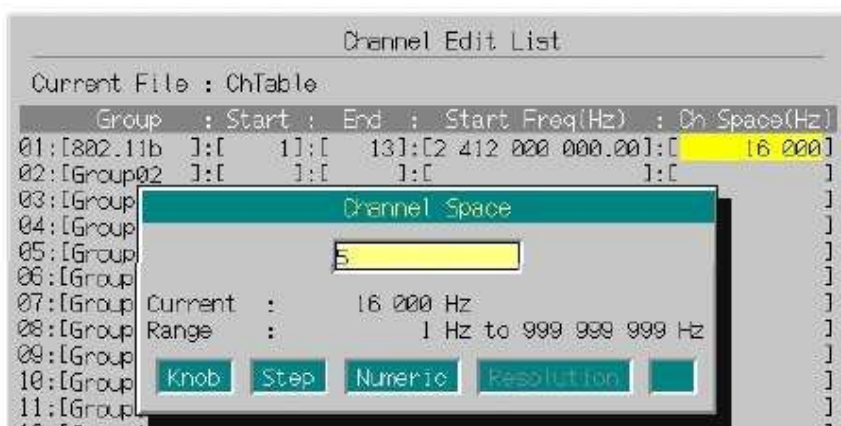 Channel Edit List
Current File : ChTable
Group : Start : End : Start Freq(Hz) : Ch Space(Hz)
01:[802.11b ]:[ 1]:[ 13]:[2 412 000 000.00]:[ 16 000]
02:[Group02 ]:[ ]:[ ]:[ ]
03:[Group ]
04:[Group ]
05:[Group ]
06:[Group ]
07:[Group ]
08:[Group ]
09:[Group ]
10:[Group ]
11:[Group ]
Channel Space
5
Current : 16 000 Hz
Range : 1 Hz to 999 999 999 Hz
Knob Step Numeric Resolution